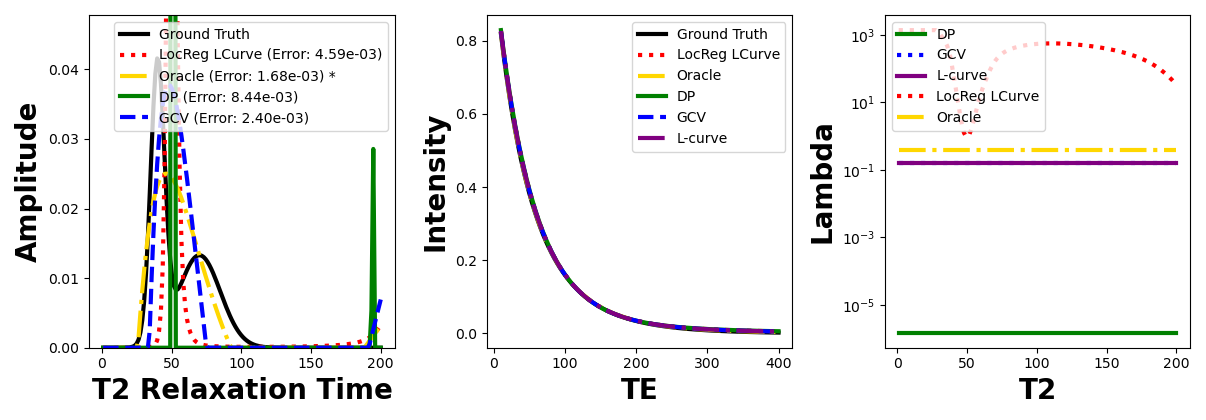 Amplitude
0.04
0.03
0.02
0.01
0.00
0
50
100
150
200
T2 Relaxation Time
Ground Truth
LocReg LCurve (Error: 4.59e-03)
Oracle (Error: 1.68e-03) *
DP (Error: 8.44e-03)
GCV (Error: 2.40e-03)
Intensity
0.8
0.6
0.4
0.2
0.0
0
100
200
300
400
TE
Ground Truth
LocReg LCurve
Oracle
DP
GCV
L-curve
Lambda
10³
10¹
10⁻¹
10⁻³
10⁻⁵
0
50
100
150
200
T2
DP
GCV
L-curve
LocReg LCurve
Oracle